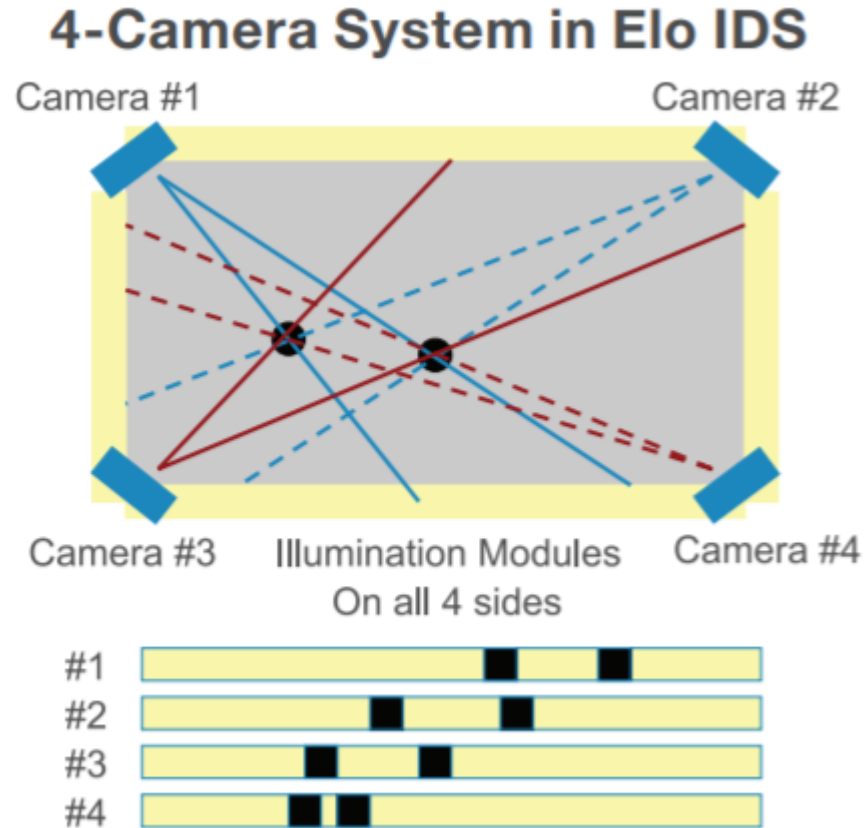 4-Camera System in Elo IDS
Camera #1
Camera #2
Camera #3
Illumination Modules
On all 4 sides
Camera #4
#1
#2
#3
#4